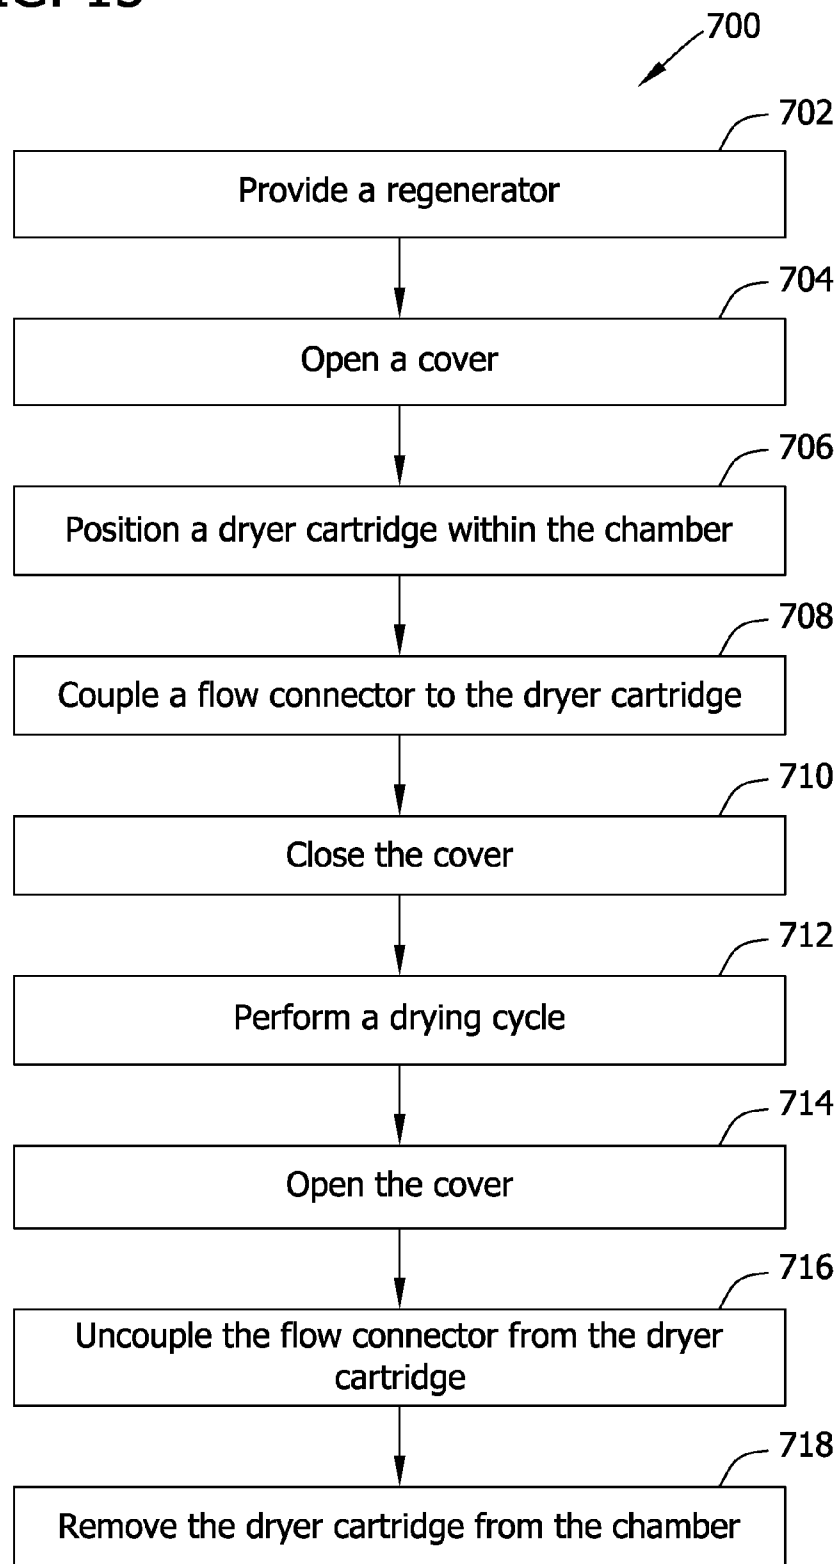 700
702
Provide a regenerator
704
Open a cover
706
Position a dryer cartridge within the chamber
708
Couple a flow connector to the dryer cartridge
710
Close the cover
712
Perform a drying cycle
714
Open the cover
716
Uncouple the flow connector from the dryer
cartridge
718
Remove the dryer cartridge from the chamber